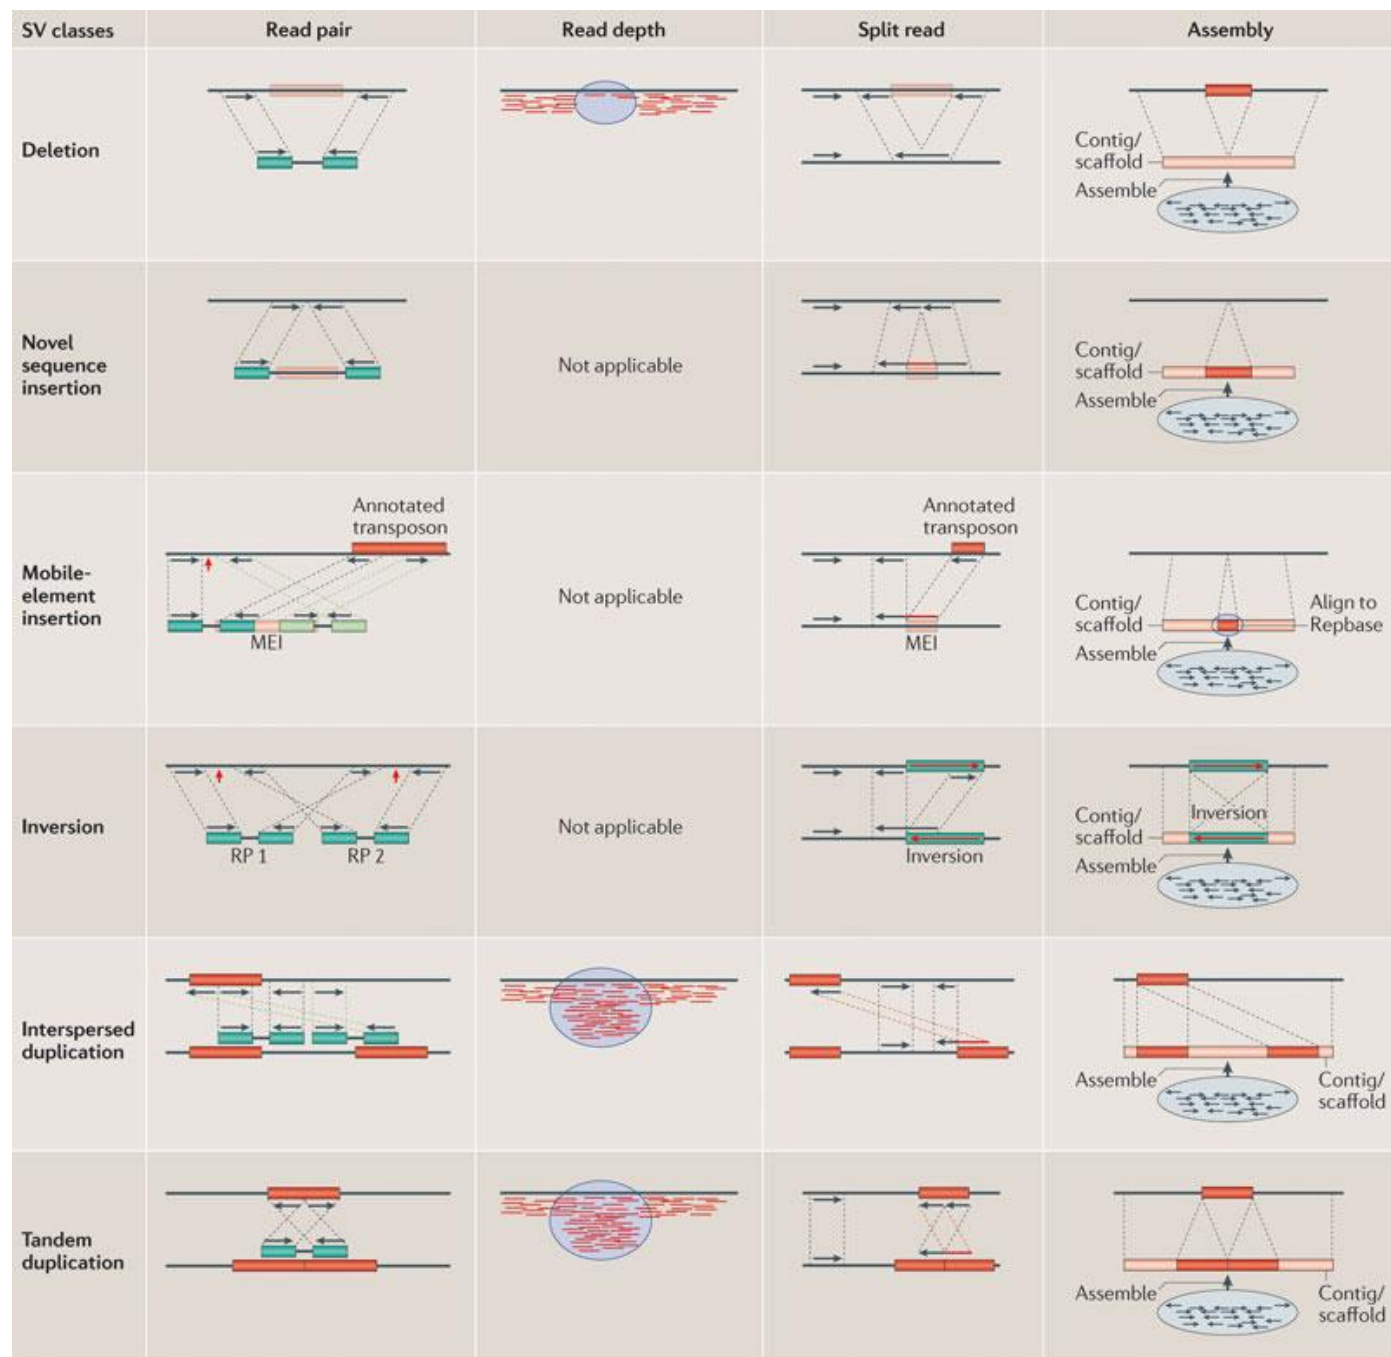 SV classes
Read pair
Read depth
Split read
Assembly
Deletion
Contig/
scaffold
Assemble
Novel
sequence
insertion
Not applicable
Contig/
scaffold
Assemble
Mobile-
element
insertion
Annotated
transposon
MEI
Not applicable
Annotated
transposon
MEI
Contig/
scaffold
Assemble
Align to
Repbase
Inversion
RP 1
RP 2
Not applicable
Inversion
Inversion
Contig/
scaffold
Assemble
Interspersed
duplication
Assemble
Contig/
scaffold
Tandem
duplication
Assemble
Contig/
scaffold